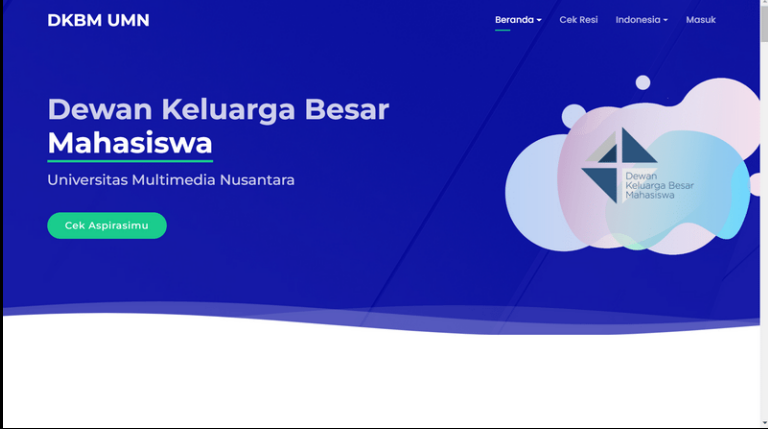 DKBM UMN
Beranda
Cek Resi
Indonesia
Masuk
Dewan Keluarga Besar
Mahasiswa
Universitas Multimedia Nusantara
Cek Aspirasimu
Dewan
Keluarga Besar
Mahasiswa